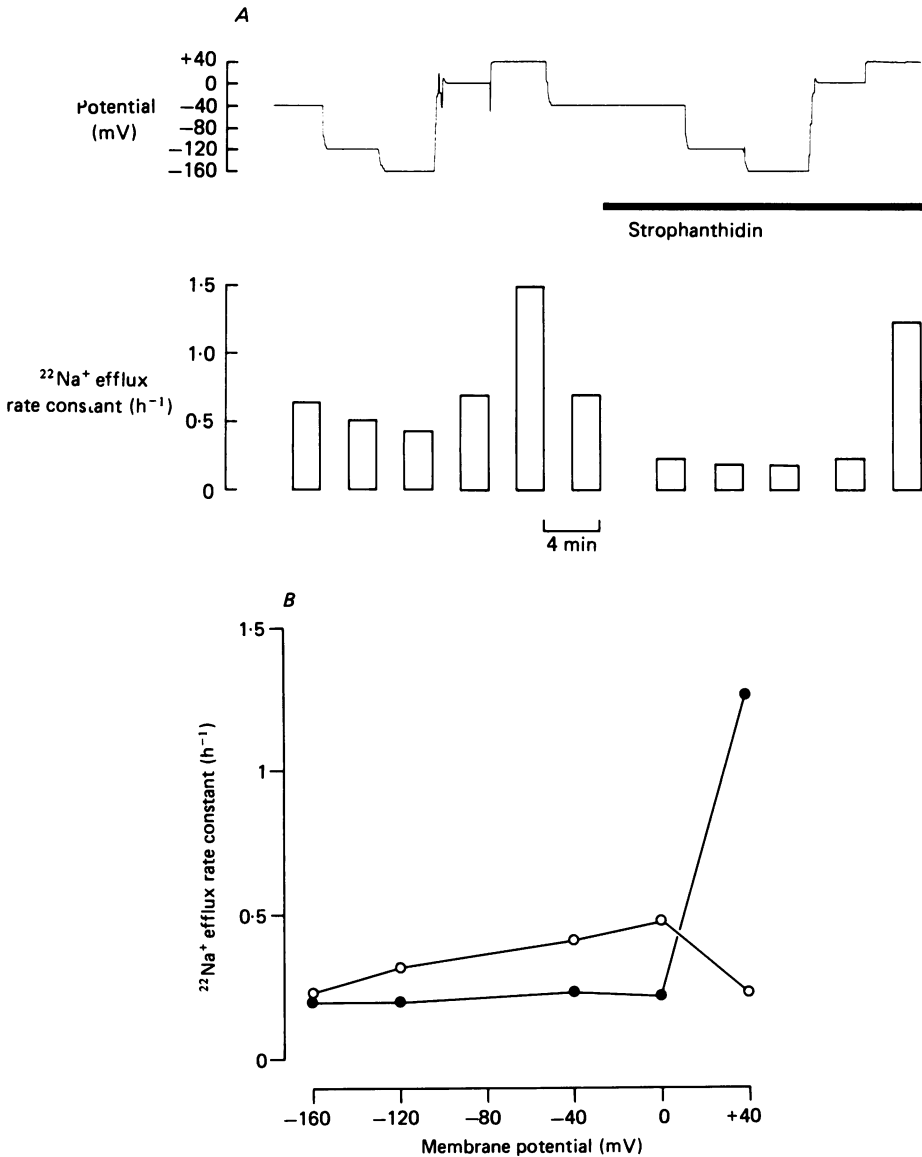 A
+40
0
−40
−80
−120
−160
Potential
(mV)
Strophanthidin
1·5
1·0
0·5
0
²²Na⁺ efflux
rate constant (h⁻¹)
4 min
B
1·5
1
0·5
0
²²Na⁺ efflux rate constant (h⁻¹)
−160 −120 −80 −40 0 +40
Membrane potential (mV)